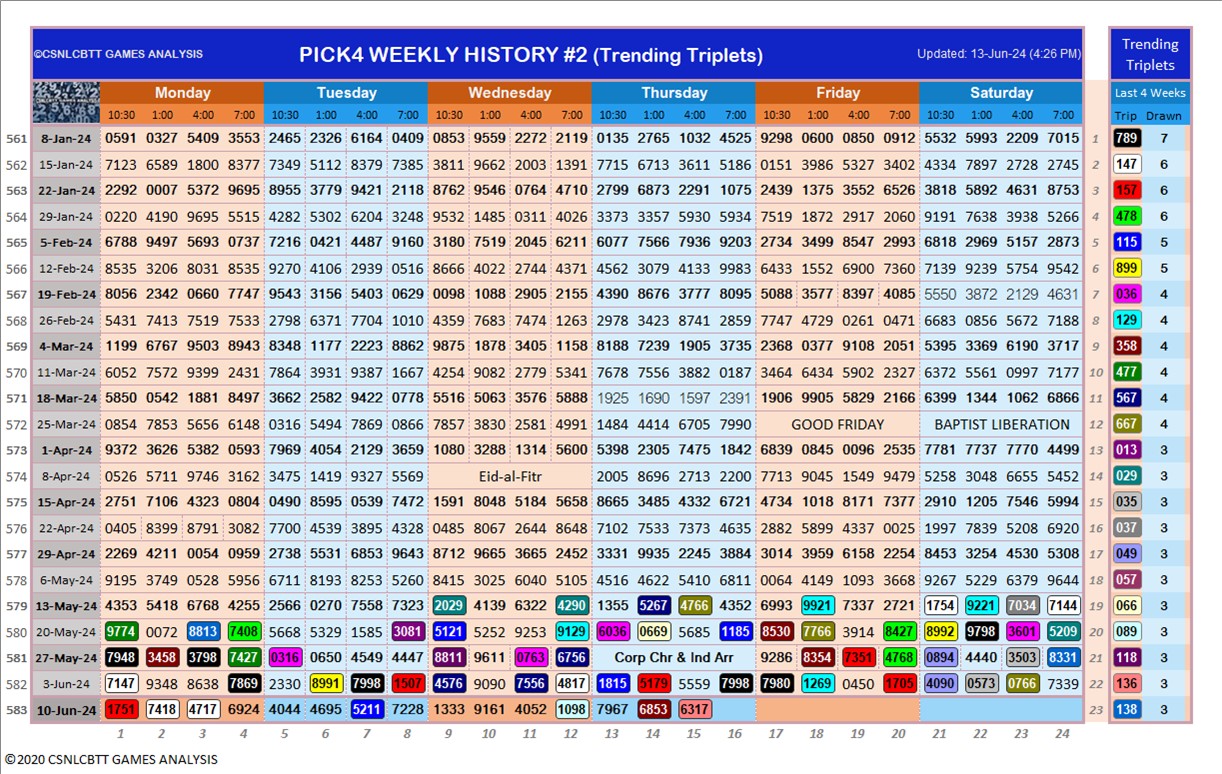 ©CSNLCBTT GAMES ANALYSIS PICK4 WEEKLY HISTORY #2 (Trending Triplets) Updated: 13-Jun-24 (4:26 PM) Trending Triplets
Monday Tuesday Wednesday Thursday Friday Saturday Last 4 Weeks
10:30 1:00 4:00 7:00 10:30 1:00 4:00 7:00 10:30 1:00 4:00 7:00 10:30 1:00 4:00 7:00 10:30 1:00 4:00 7:00 10:30 1:00 4:00 7:00 Trip Drawn
561 8-Jan-24 0591 0327 5409 3553 2465 2326 6164 0409 0853 9559 2272 2119 0135 2765 1032 4525 9298 0600 0850 0912 5532 5993 2209 7015 1 789 7
562 15-Jan-24 7123 6589 1800 8377 7349 5112 8379 7385 9311 9662 2003 1391 7715 6713 3611 5186 0151 3986 5327 3402 4334 7897 2728 2745 2 147 6
563 22-Jan-24 2292 0007 5372 9695 8955 3779 9421 2118 8762 9546 0764 4710 2799 6873 2291 1075 2439 1375 3552 6526 3818 5892 4631 8753 3 157 6
564 29-Jan-24 0220 4190 9695 5515 4282 5302 6204 3248 9532 1485 0311 4026 3373 3357 5930 5934 7519 1872 2917 2060 9191 7638 3938 5266 4 478 6
565 5-Feb-24 6788 9497 5693 0737 7216 0421 4487 9160 3180 7519 2045 6211 6077 7566 7936 9203 2734 3499 8547 2993 6818 2969 5157 2873 5 115 5
566 12-Feb-24 8535 3206 8031 8535 9270 4106 2939 0516 8666 4022 2744 4371 4562 3079 4133 9983 6433 1552 6900 7360 7139 9239 5754 9542 6 899 5
567 19-Feb-24 8056 2342 0660 7747 9543 3156 5403 0620 9098 1088 2905 2155 4390 8676 3777 8095 5088 3577 8397 4085 5550 3872 2129 4631 7 036 4
568 26-Feb-24 5431 7413 7519 7533 2798 6371 7704 1010 4359 7683 7474 1263 2978 3423 8741 2859 7747 4729 0261 0471 6683 0856 5672 7188 8 129 4
569 4-Mar-24 1199 6767 9503 8943 8348 1177 2223 8862 9875 1878 3405 1158 8188 7239 1905 3735 2368 0377 9108 2051 5395 3369 6190 3717 9 358 4
570 11-Mar-24 6052 7572 9399 2431 7864 3931 9387 1667 4254 9082 2779 5341 7678 7556 3882 0187 3464 6434 5902 2327 6372 5561 0997 7177 10 477 4
571 18-Mar-24 5850 0542 1881 8497 3662 2582 9422 0778 5516 5063 3576 5888 1925 1690 1597 2391 1906 9905 5829 2166 6399 1344 1062 6866 11 567 4
572 25-Mar-24 0854 7853 5656 6148 0316 5494 7869 0866 7857 3830 2581 4991 1484 4414 6705 7990 GOOD FRIDAY BAPTIST LIBERATION 12 667 4
573 1-Apr-24 9372 3626 5382 0593 7969 4054 2129 3659 1080 3288 1314 5600 5398 2305 7475 1842 6839 0845 0096 2535 7781 7737 7770 4499 13 013 3
574 8-Apr-24 0526 5711 9746 3162 3475 1419 9327 5569 Eid-al-Fitr 2005 8696 2713 2200 7713 9045 1549 9479 5258 3048 6655 5452 14 029 3
575 15-Apr-24 2751 7106 4323 0804 0490 8595 0539 7472 1591 8048 5184 5658 8665 3485 4332 6721 4734 1018 8171 7377 2910 1205 7546 5994 15 035 3
576 22-Apr-24 0405 8399 8791 3082 7700 4539 3895 4328 0485 8067 2644 8648 7102 7533 7373 4635 2882 5899 4337 0025 1997 7839 5208 6920 16 037 3
577 29-Apr-24 2269 4211 0054 0959 2738 5531 6853 9643 8712 9665 3665 2452 3331 9935 2245 3884 3014 3959 6158 2254 8453 3254 4530 5308 17 049 3
578 6-May-24 9195 3749 0528 5956 6711 8193 8253 5260 8415 3025 6040 5105 4516 4622 5410 6811 0064 4149 1093 3668 9267 5229 6379 9644 18 057 3
579 13-May-24 4353 5418 6768 4255 2566 0270 7558 7323 2029 4139 6322 4290 1355 5267 4766 4352 6993 9921 7337 2721 1754 9221 7034 7144 19 066 3
580 20-May-24 9774 0072 8813 7408 5668 5329 1585 3081 5121 5252 9253 9129 6036 0669 5685 1185 8530 7766 3914 8427 8992 9798 3601 5209 20 089 3
581 27-May-24 7948 3458 3798 7427 0316 0650 4549 4447 8811 9611 0763 6756 Corp Chr & Ind Arr 9286 8354 7351 4768 0894 4440 3503 8331 21 118 3
582 3-Jun-24 7147 9348 8638 7869 2330 8991 7998 1507 4576 9090 7556 4817 1815 5179 5559 7998 7980 1269 0450 1705 4090 0573 0766 7339 22 136 3
583 10-Jun-24 1751 7418 4717 6924 4044 4695 5211 7228 1333 9161 4052 1098 7967 6853 6317 23 138 3
1 2 3 4 5 6 7 8 9 10 11 12 13 14 15 16 17 18 19 20 21 22 23 24
©2020 CSNLCBTT GAMES ANALYSIS